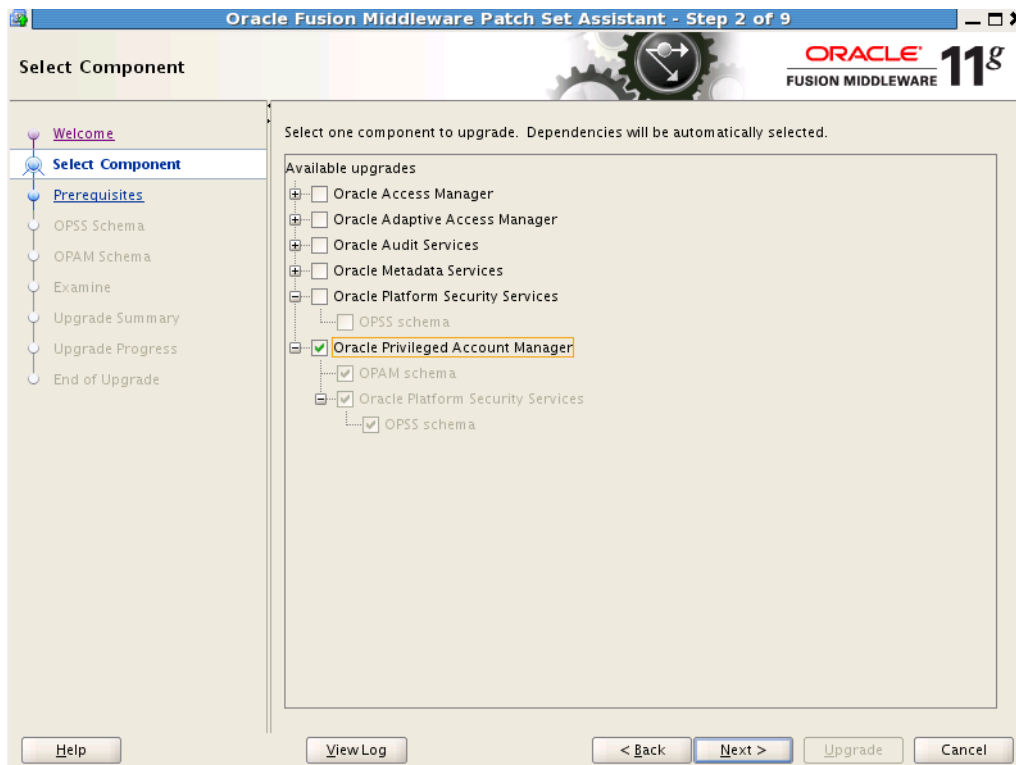 Oracle Fusion Middleware Patch Set Assistant - Step 2 of 9
Select Component
ORACLE
FUSION MIDDLEWARE 11g
Welcome
Select Component
Prerequisites
OPSS Schema
OPAM Schema
Examine
Upgrade Summary
Upgrade Progress
End of Upgrade
Select one component to upgrade. Dependencies will be automatically selected.
Available upgrades
Oracle Access Manager
Oracle Adaptive Access Manager
Oracle Audit Services
Oracle Metadata Services
Oracle Platform Security Services
OPSS schema
Oracle Privileged Account Manager
OPAM schema
Oracle Platform Security Services
OPSS schema
Help View Log < Back Next > Upgrade Cancel